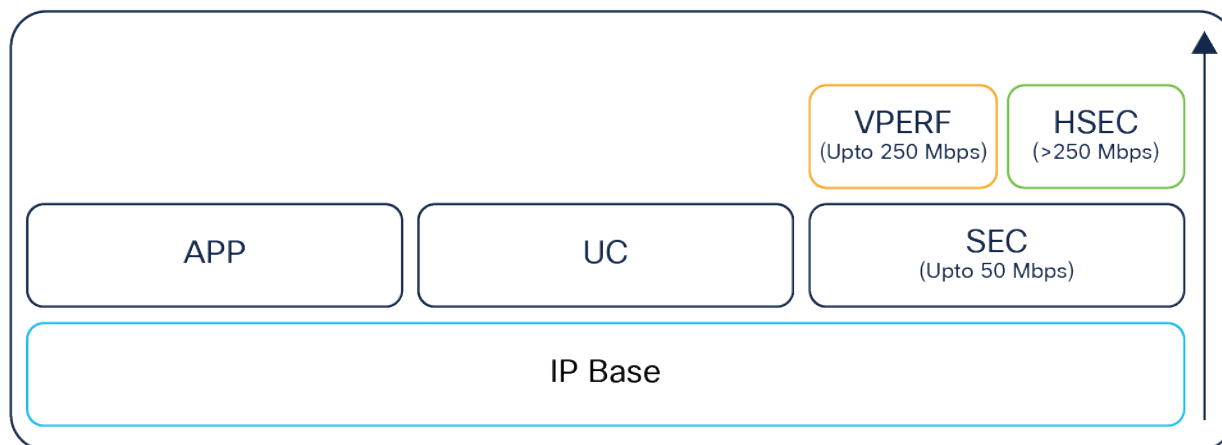 VPERF
(Upto 250 Mbps)
HSEC
(>250 Mbps)
APP
UC
SEC
(Upto 50 Mbps)
IP Base